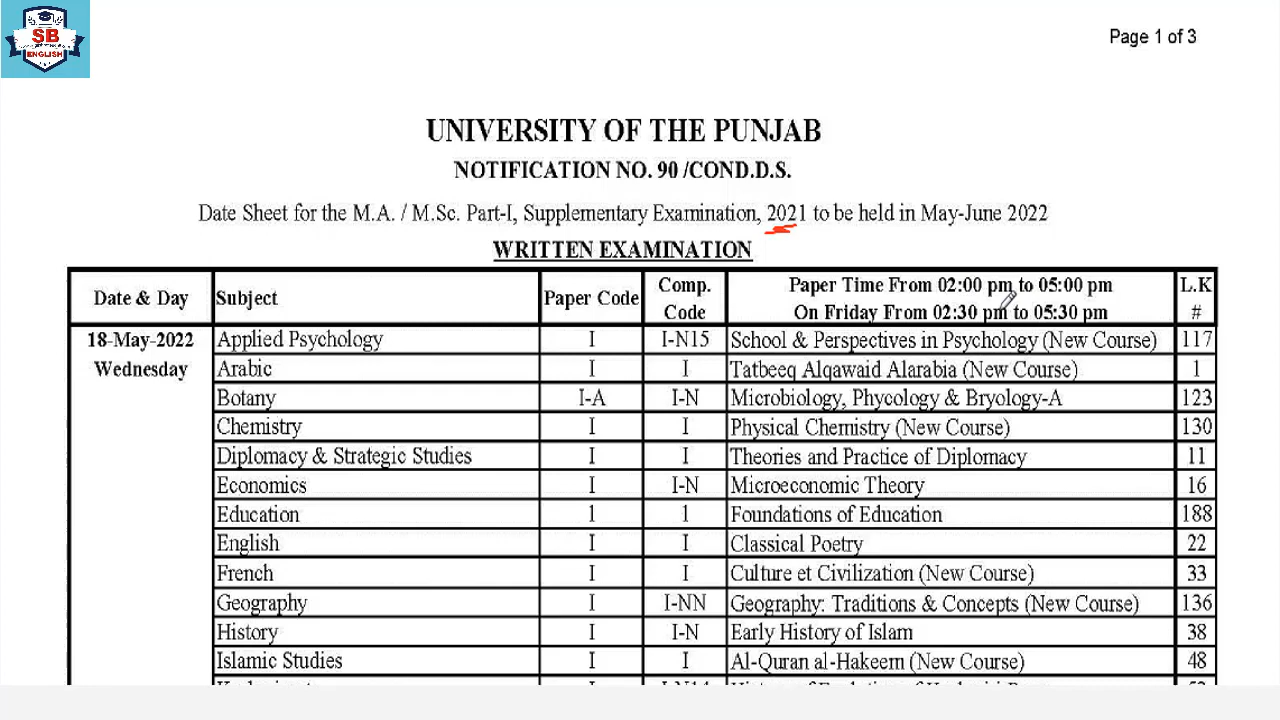 SB
ENGLISH
Page 1 of 3
UNIVERSITY OF THE PUNJAB
NOTIFICATION NO. 90 /COND.D.S.
Date Sheet for the M.A. / M.Sc. Part-I, Supplementary Examination, 2021 to be held in May-June 2022
WRITTEN EXAMINATION
Date & Day Subject Paper Code Comp. Code Paper Time From 02:00 pm to 05:00 pm On Friday From 02:30 pm to 05:30 pm L.K #
18-May-2022 Wednesday Applied Psychology I I-N15 School & Perspectives in Psychology (New Course) 117
Arabic I I Tatbeeq Alqawaid Alarabia (New Course) 1
Botany I-A I-N Microbiology, Phycology & Bryology-A 123
Chemistry I I Physical Chemistry (New Course) 130
Diplomacy & Strategic Studies I I Theories and Practice of Diplomacy 11
Economics I I-N Microeconomic Theory 16
Education 1 1 Foundations of Education 188
English I I Classical Poetry 22
French I I Culture et Civilization (New Course) 33
Geography I I-NN Geography: Traditions & Concepts (New Course) 136
History I I-N Early History of Islam 38
Islamic Studies I I Al-Quran al-Hakeem (New Course) 48